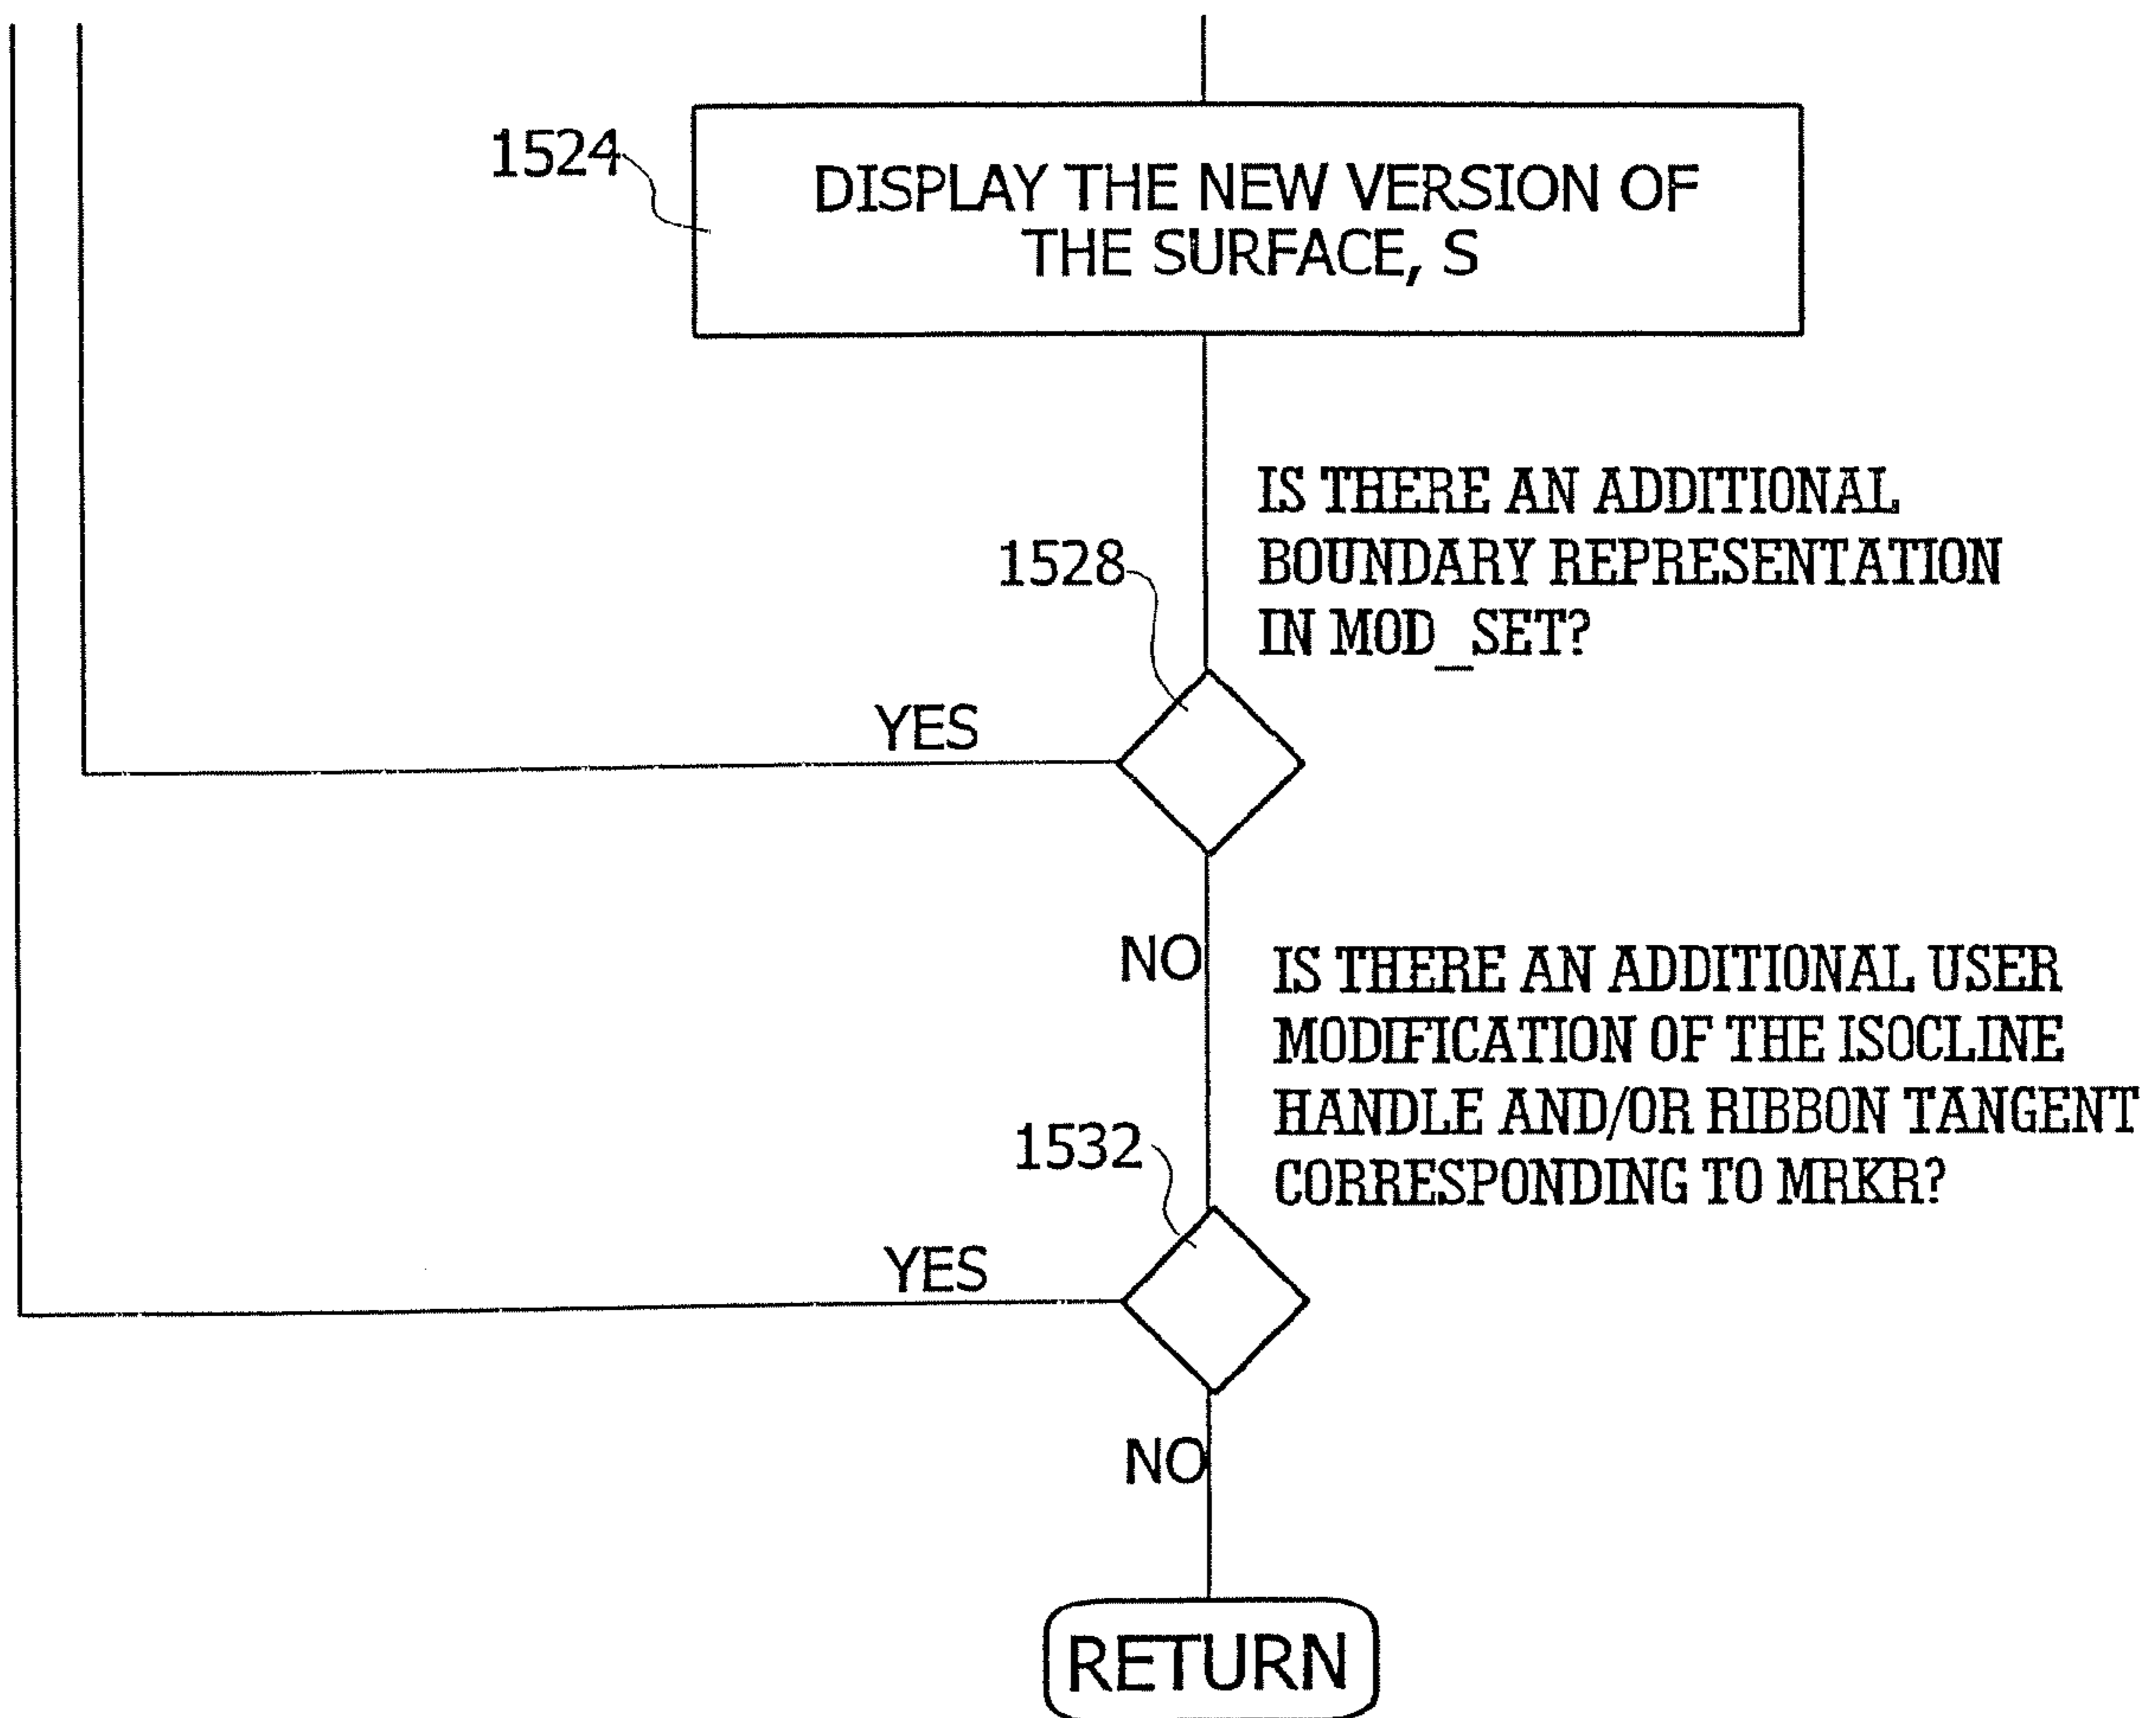 1524
DISPLAY THE NEW VERSION OF
THE SURFACE, S
IS THERE AN ADDITIONAL
BOUNDARY REPRESENTATION
IN MOD_SET?
1528
YES
NO
IS THERE AN ADDITIONAL USER
MODIFICATION OF THE ISOCLINE
HANDLE AND/OR RIBBON TANGENT
CORRESPONDING TO MRKR?
1532
YES
NO
RETURN